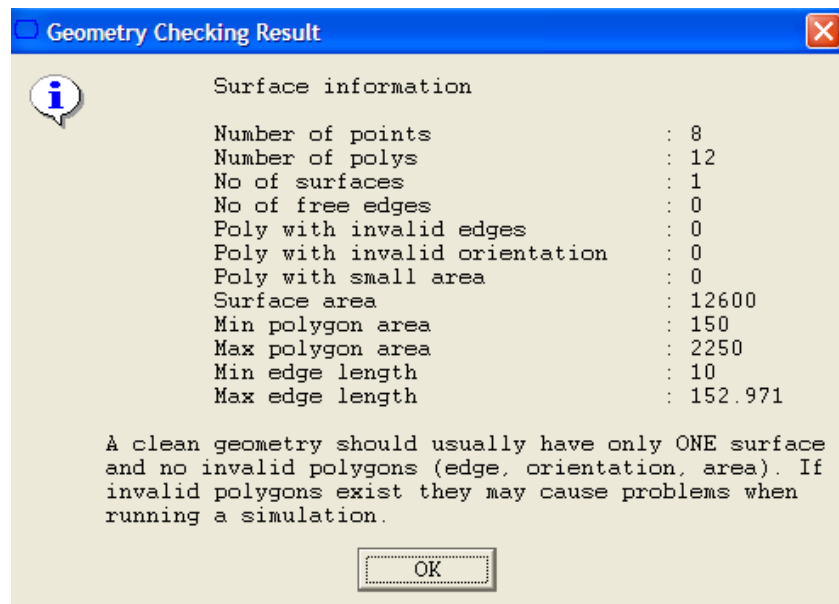 Geometry Checking Result
Surface information
Number of points : 8
Number of polys : 12
No of surfaces : 1
No of free edges : 0
Poly with invalid edges : 0
Poly with invalid orientation : 0
Poly with small area : 0
Surface area : 12600
Min polygon area : 150
Max polygon area : 2250
Min edge length : 10
Max edge length : 152.971
A clean geometry should usually have only ONE surface
and no invalid polygons (edge, orientation, area). If
invalid polygons exist they may cause problems when
running a simulation.
OK